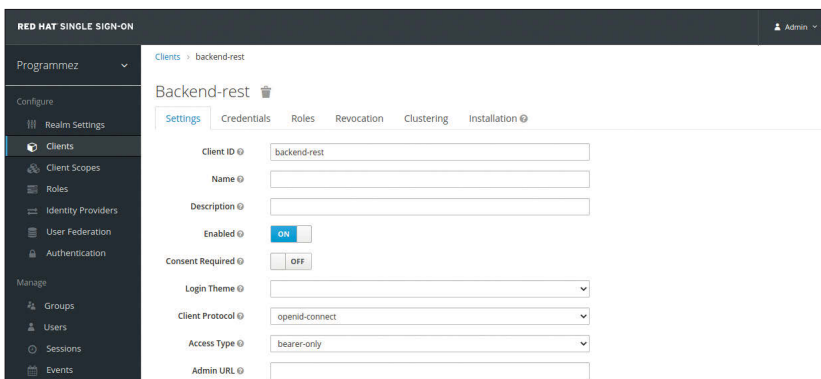 RED HAT SINGLE SIGN-ON
Admin
Programmez
Configure
Realm Settings
Clients
Client Scopes
Roles
Identity Providers
User Federation
Authentication
Manage
Groups
Users
Sessions
Events
Clients > backend-rest
Backend-rest
Settings Credentials Roles Revocation Clustering Installation
Client ID backend-rest
Name
Description
Enabled ON
Consent Required OFF
Login Theme
Client Protocol openid-connect
Access Type bearer-only
Admin URL